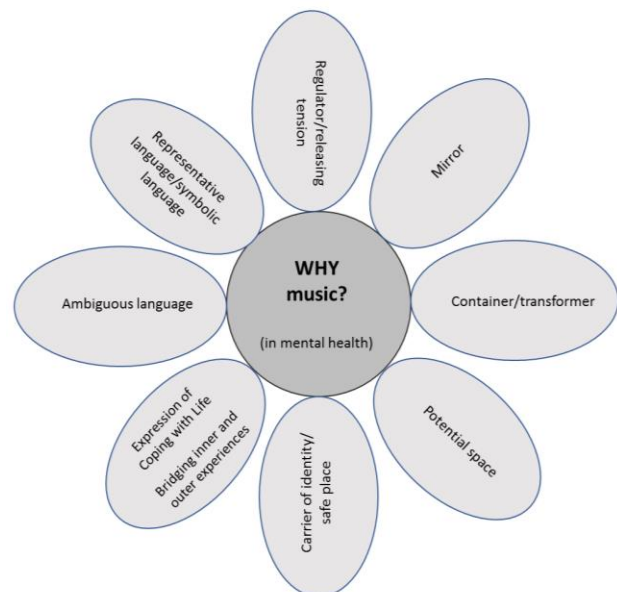 WHY
music?
(in mental health)
Regulator/releasing
tension
Mirror
Container/transformer
Potential space
Carrier of identity/
safe place
Expression of
Coping with Life
Bridging inner and
outer experiences
Ambiguous language
Representative
language/symbolic
language